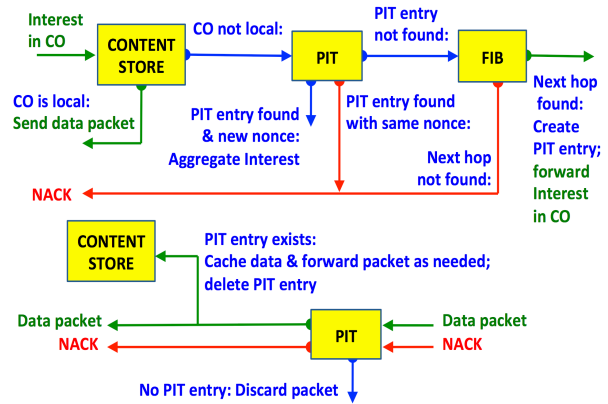 Interest
in CO
CONTENT
STORE
CO not local:
PIT
PIT entry
not found:
FIB
CO is local:
Send data packet
PIT entry found
& new nonce:
Aggregate Interest
PIT entry found
with same nonce:
Next hop
not found:
Next hop
found:
Create
PIT entry;
forward
Interest
in CO
NACK
CONTENT
STORE
PIT entry exists:
Cache data & forward packet as needed;
delete PIT entry
Data packet
NACK
PIT
Data packet
NACK
No PIT entry: Discard packet